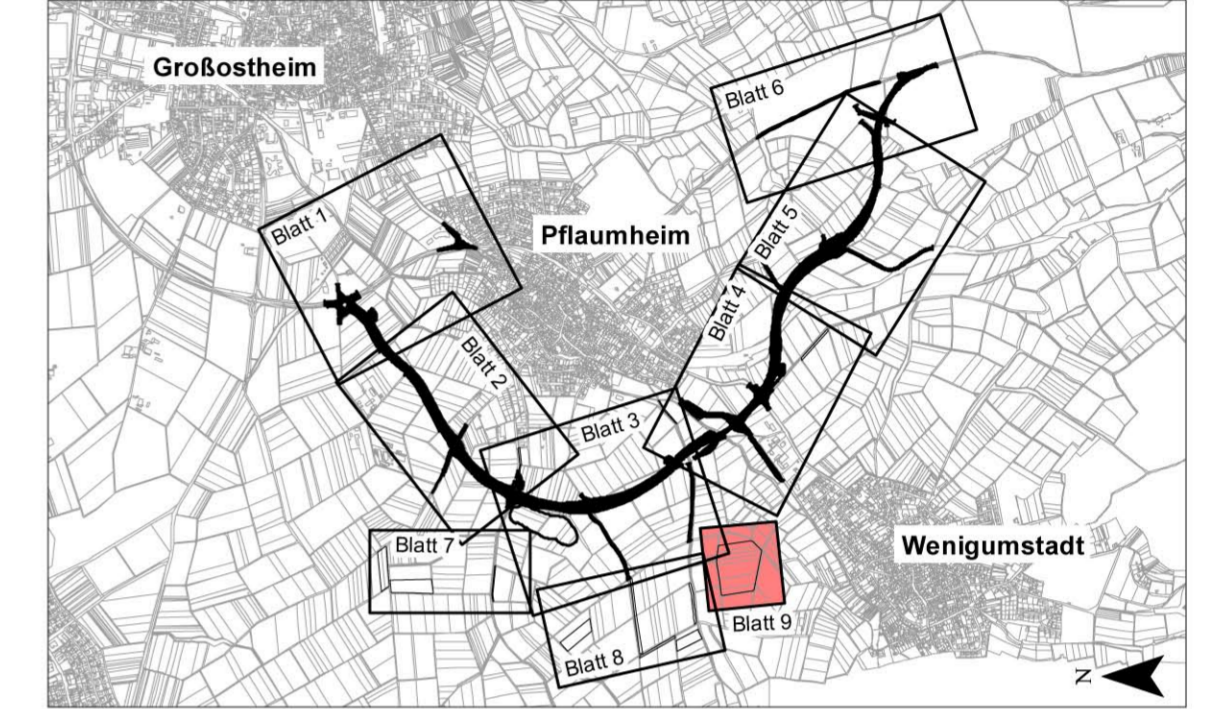 Großostheim
Blatt 6
Blatt 1
Pflaumheim
Blatt 5
Blatt 4
Blatt 2
Blatt 3
Blatt 7
Wenigumstadt
Blatt 9
Blatt 8
N